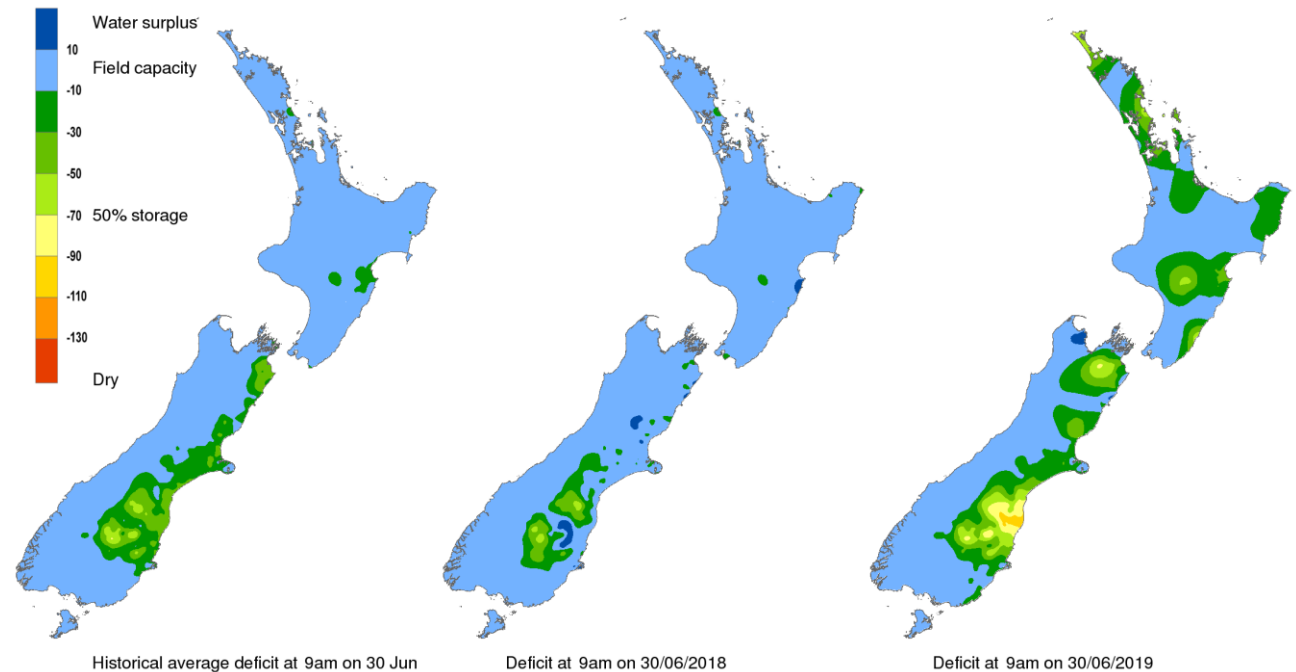 Water surplus
10
Field capacity
-10
-30
-50
-70
50% storage
-90
-110
-130
Dry
Historical average deficit at 9am on 30 Jun
Deficit at 9am on 30/06/2018
Deficit at 9am on 30/06/2019